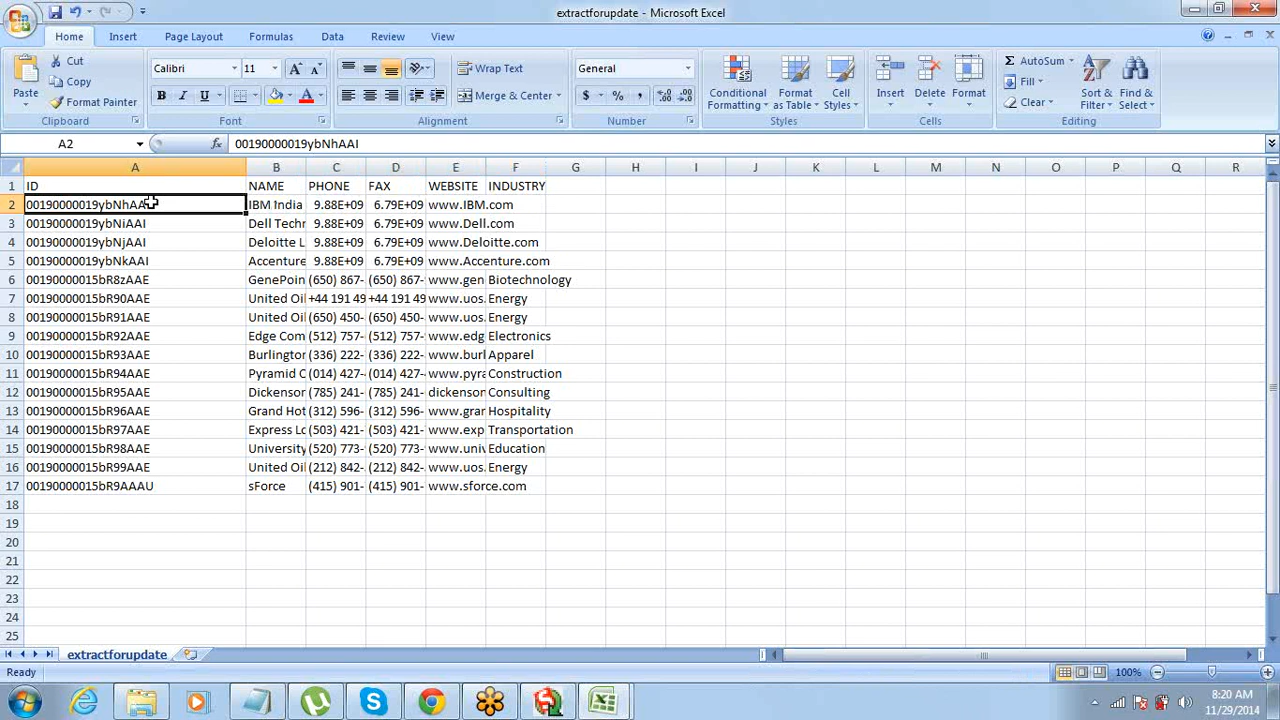 extractforupdate - Microsoft Excel
Home Insert Page Layout Formulas Data Review View
Paste Cut Copy Format Painter Clipboard
Calibri 11 B I U Font
Wrap Text Merge & Center Alignment
General $ % , Number
Conditional Formatting Format as Table Cell Styles Styles
Insert Delete Format Cells
AutoSum Fill Clear Sort & Filter Find & Select Editing
A2 fx 00190000019ybNhAAI
A B C D E F G H I J K L M N O P Q R
1 ID NAME PHONE FAX WEBSITE INDUSTRY
2 00190000019ybNhAA IBM India 9.88E+09 6.79E+09 www.IBM.com
3 00190000019ybNiAAI Dell Techr 9.88E+09 6.79E+09 www.Dell.com
4 00190000019ybNjAAI Deloitte L 9.88E+09 6.79E+09 www.Deloitte.com
5 00190000019ybNkAAI Accenture 9.88E+09 6.79E+09 www.Accenture.com
6 00190000015bR8zAAE GenePoin (650) 867- (650) 867- www.gen Biotechnology
7 00190000015bR90AAE United Oil +44 191 49 +44 191 49 www.uos. Energy
8 00190000015bR91AAE United Oil (650) 450- (650) 450- www.uos. Energy
9 00190000015bR92AAE Edge Com (512) 757- (512) 757- www.edg Electronics
10 00190000015bR93AAE Burlington (336) 222- (336) 222- www.burl Apparel
11 00190000015bR94AAE Pyramid C (014) 427- (014) 427- www.pyra Construction
12 00190000015bR95AAE Dickenson (785) 241- (785) 241- dickenson Consulting
13 00190000015bR96AAE Grand Hot (312) 596- (312) 596- www.gran Hospitality
14 00190000015bR97AAE Express Lo (503) 421- (503) 421- www.exp Transportation
15 00190000015bR98AAE University (520) 773- (520) 773- www.univ Education
16 00190000015bR99AAE United Oil (212) 842- (212) 842- www.uos. Energy
17 00190000015bR9AAAU sForce (415) 901- (415) 901- www.sforce.com
18
19
20
21
22
23
24
25
extractforupdate
Ready 100%
8:20 AM
11/29/2014